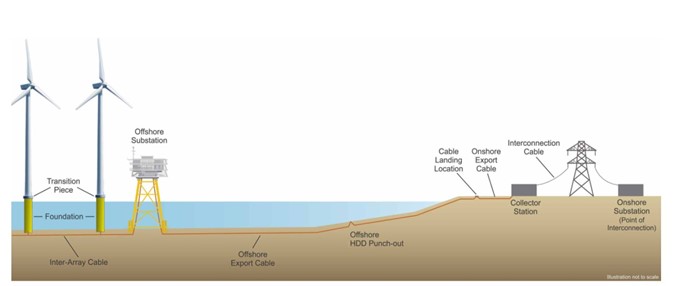 Offshore
Substation
Transition
Piece
Foundation
Inter-Array Cable
Offshore
Export Cable
Offshore
HDD Punch-out
Cable
Landing
Location
Onshore
Export
Cable
Interconnection
Cable
Collector
Station
Onshore
Substation
(Point of
Interconnection)
Illustration not to scale